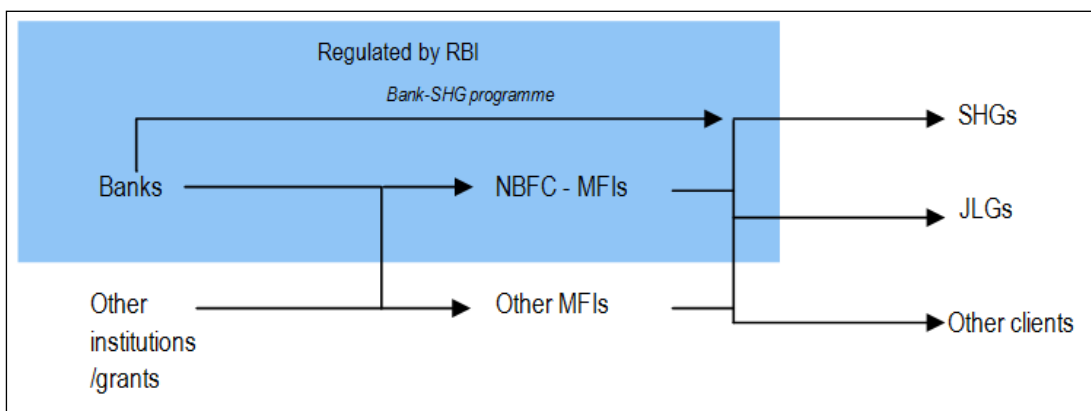 Regulated by RBI
Bank-SHG programme
SHGs
Banks
NBFC - MFIs
JLGs
Other
institutions
/grants
Other MFIs
Other clients